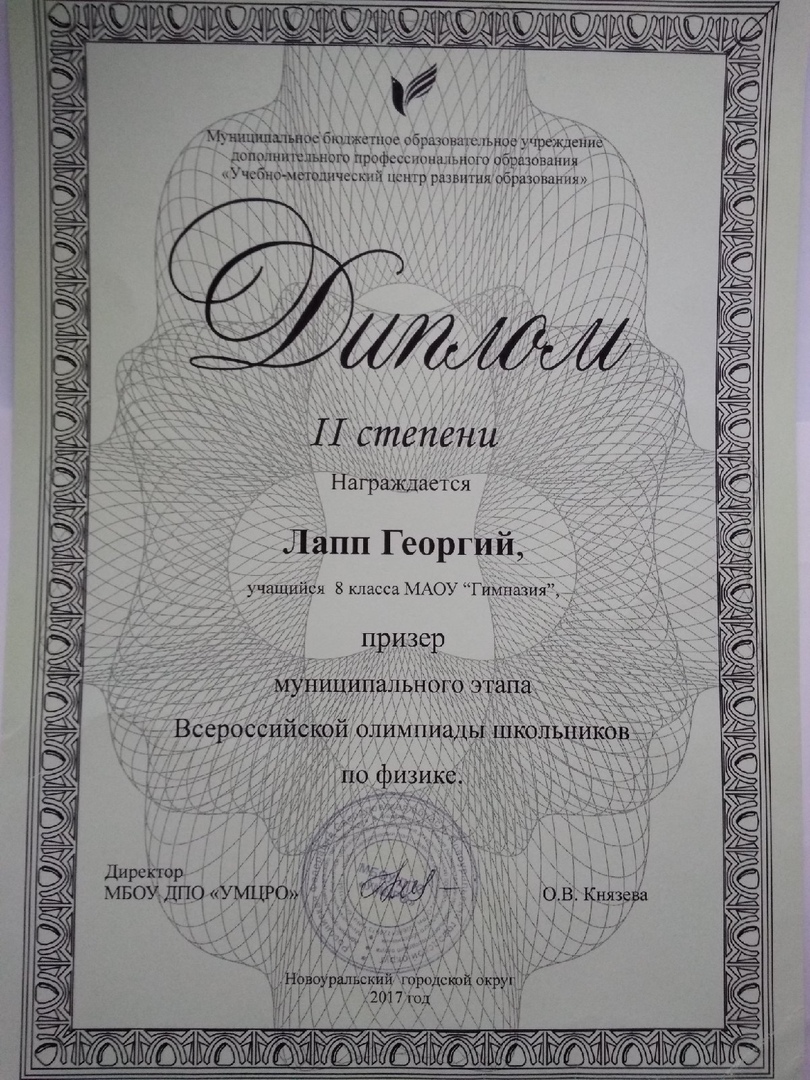 Муниципальное бюджетное образовательное учреждение
дополнительного профессионального образования
«Учебно-методический центр развития образования»
Диплом
II степени
Награждается
Лапп Георгий,
учащийся 8 класса МАОУ “Гимназия”,
призер
муниципального этапа
Всероссийской олимпиады школьников
по физике.
Директор
МБОУ ДПО «УМЦРО»
О.В. Князева
Новоуральский городской округ
2017 год